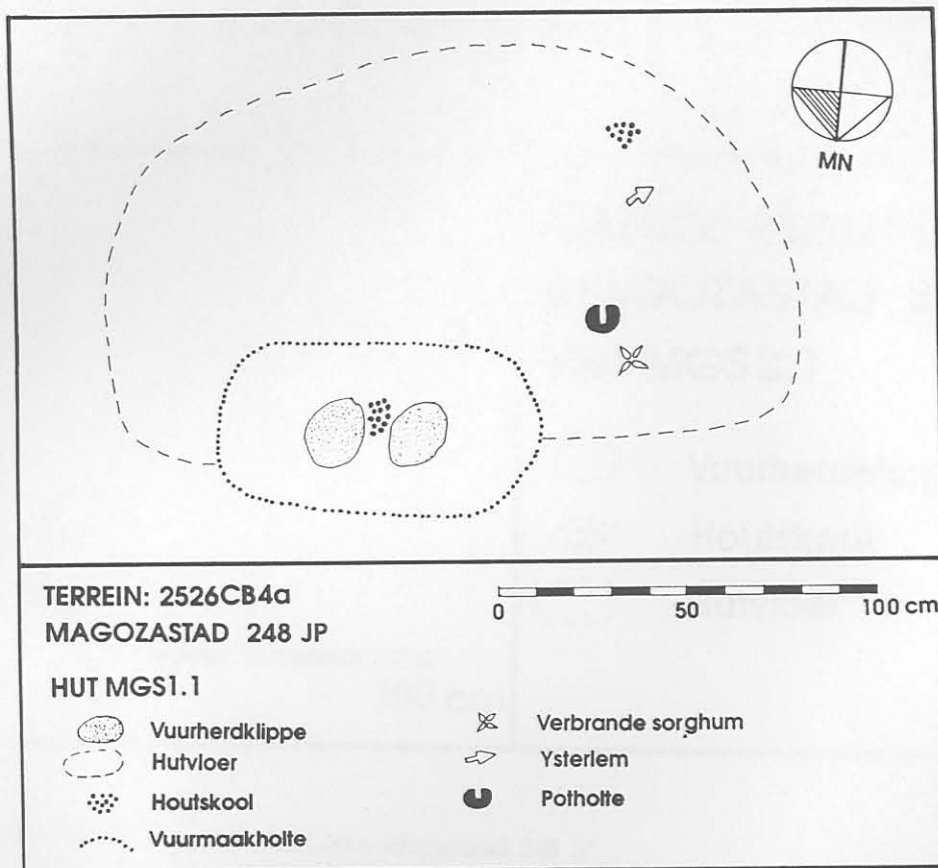 MN
TERREIN: 2526CB4a
MAGOZASTAD 248 JP
0 50 100 cm
HUT MGS1.1
Vuurherdklippe
Hutvloer
Houtskool
Vuurmaakholte
Verbrande sorghum
Ysterlem
Potholte